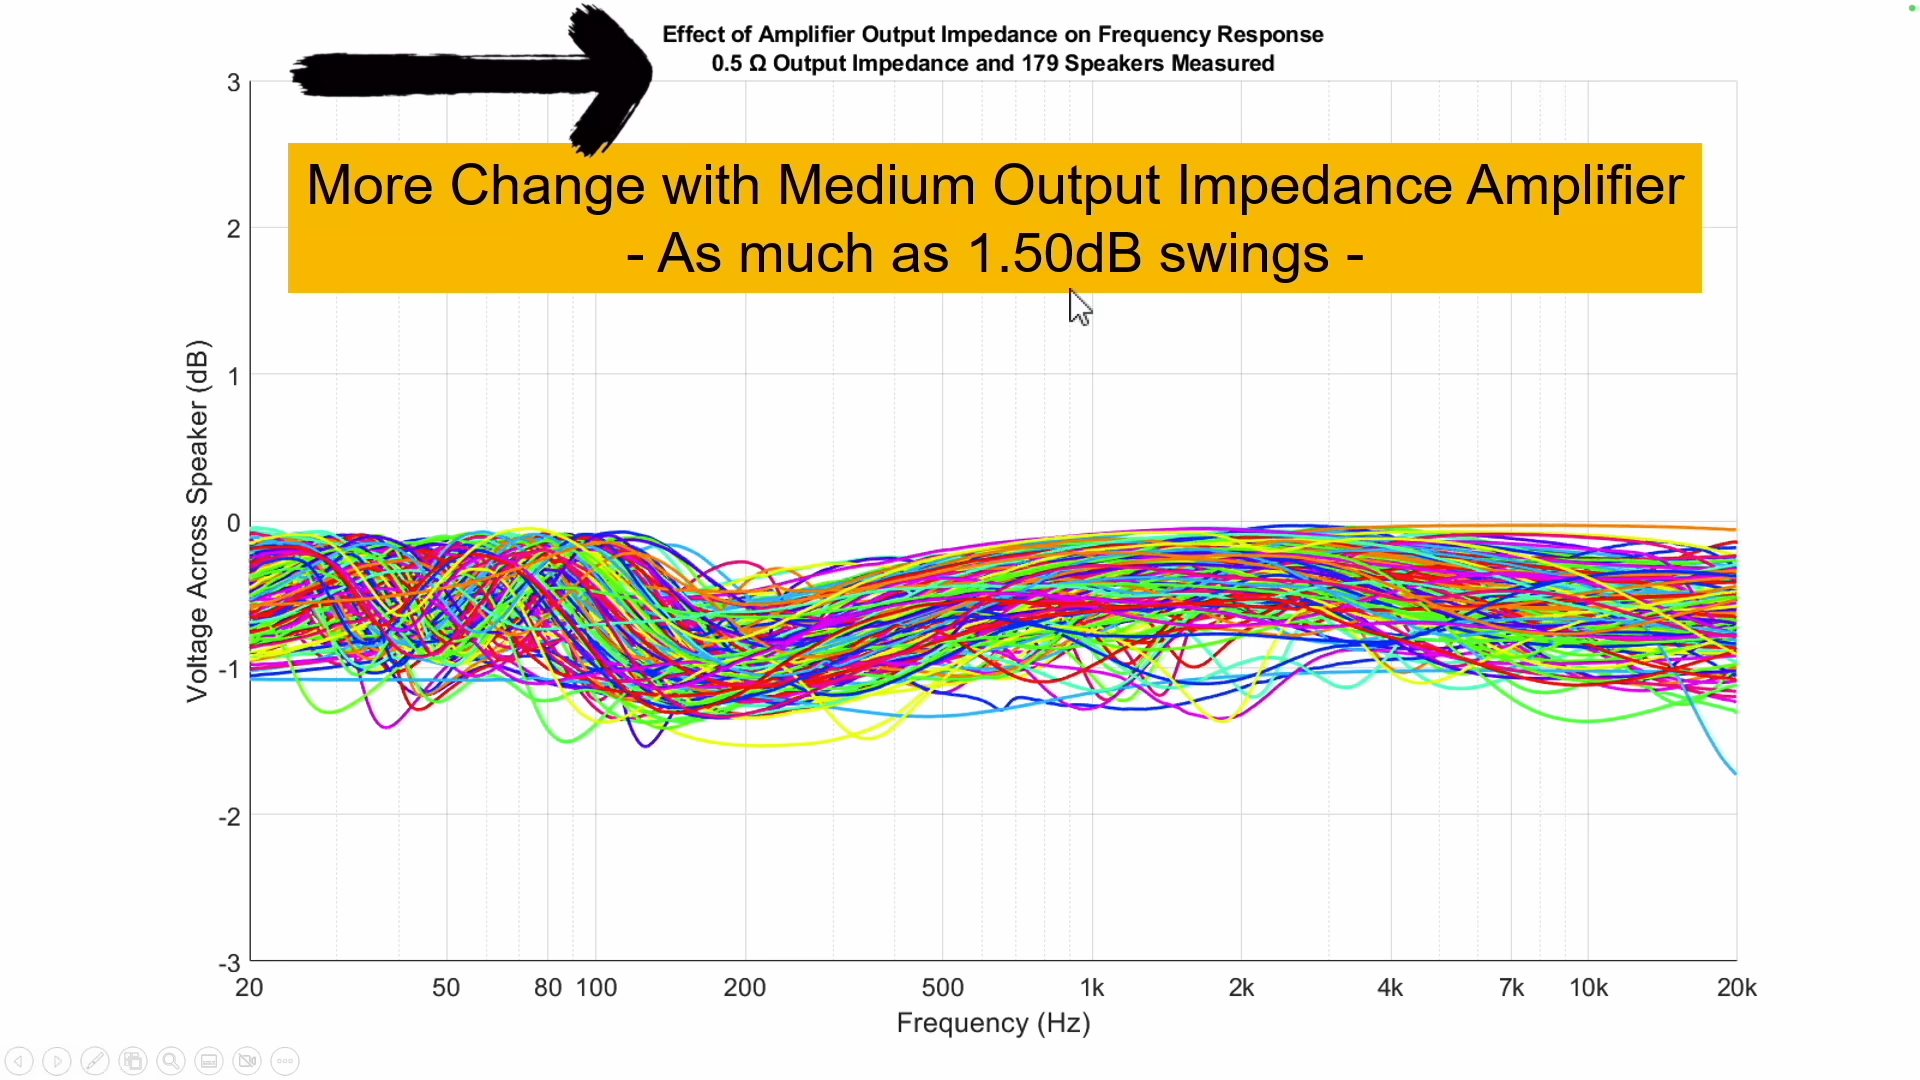 Effect of Amplifier Output Impedance on Frequency Response
0.5 Ω Output Impedance and 179 Speakers Measured
More Change with Medium Output Impedance Amplifier
- As much as 1.50dB swings -
Voltage Across Speaker (dB)
3
2
1
0
-1
-2
-3
20 50 80 100 200 500 1k 2k 4k 7k 10k 20k
Frequency (Hz)